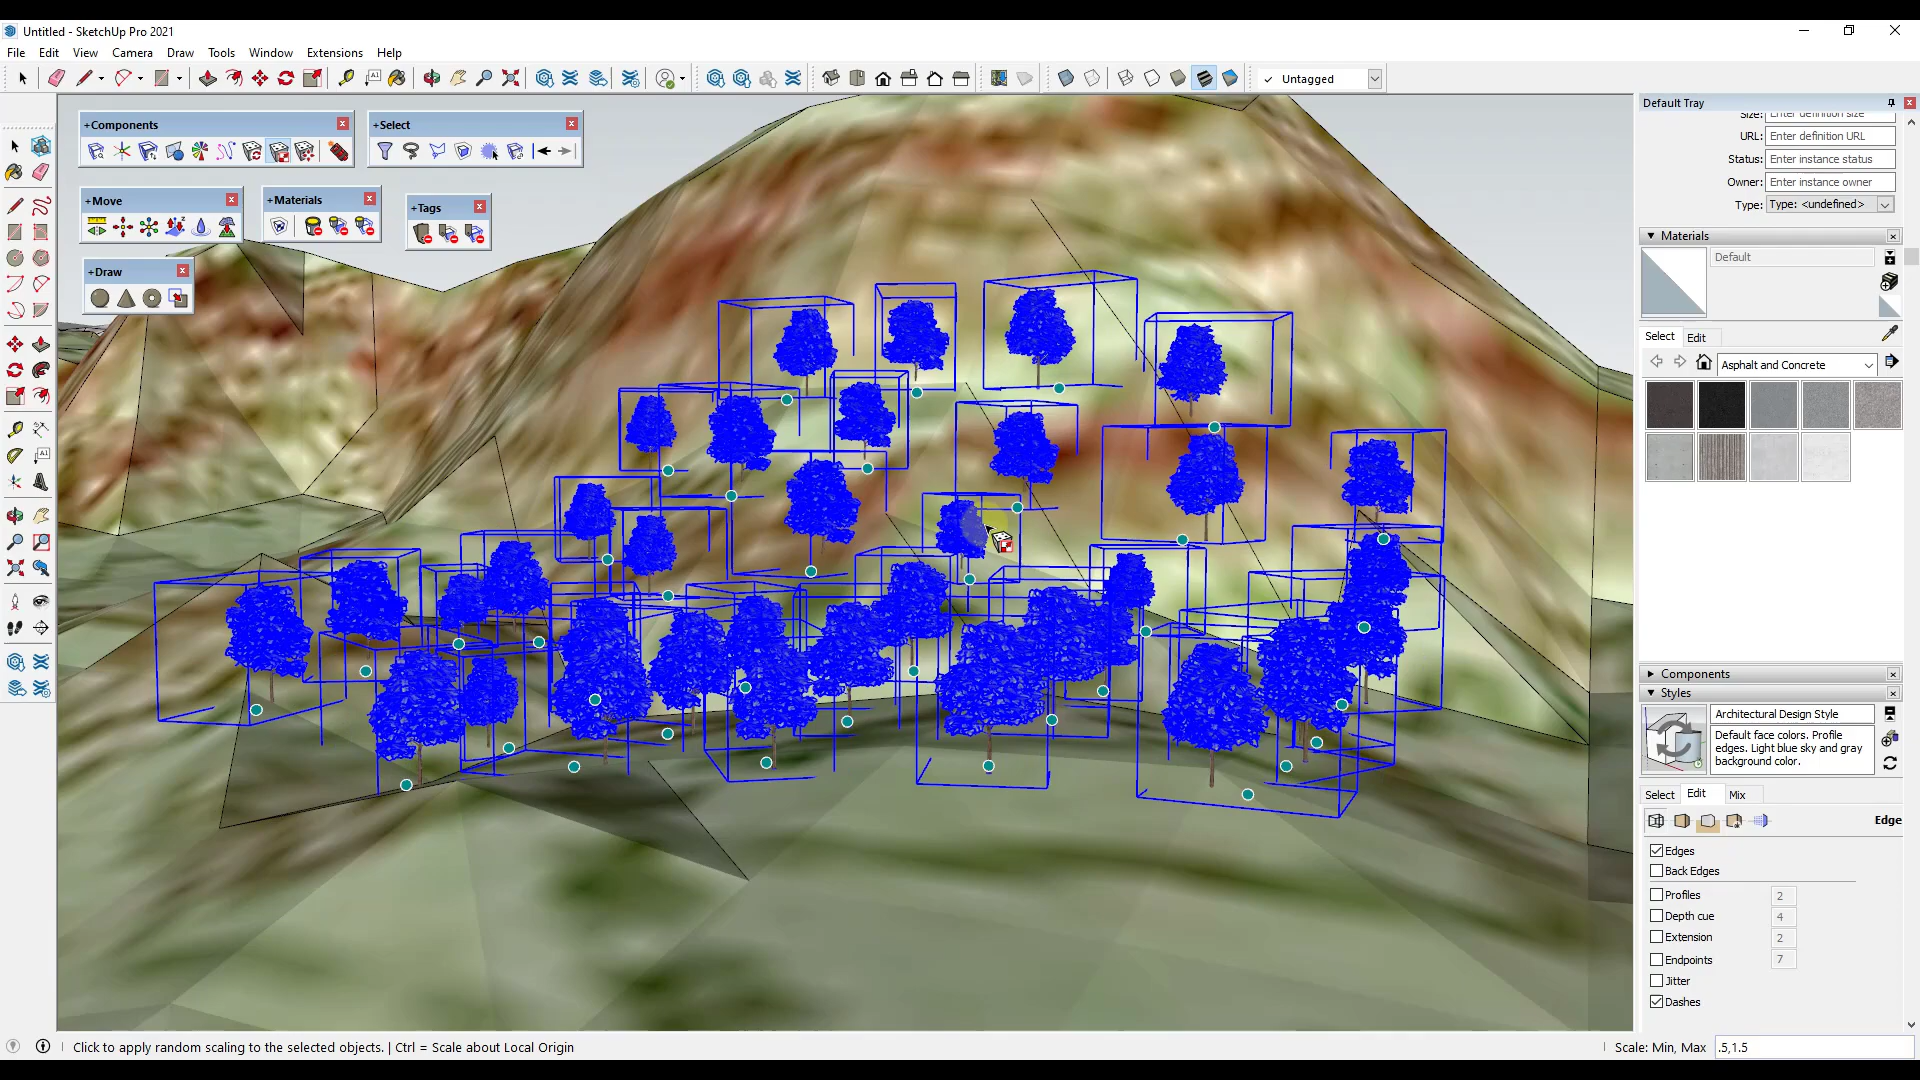 Untitled - SketchUp Pro 2021
File Edit View Camera Draw Tools Window Extensions Help
Untagged
+Components
+Select
+Move
+Materials
+Tags
+Draw
Default Tray
Size: Enter definition size
URL: Enter definition URL
Status: Enter instance status
Owner: Enter instance owner
Type: Type: <undefined>
Materials
Default
Select Edit
Asphalt and Concrete
Components
Styles
Architectural Design Style
Default face colors. Profile
edges. Light blue sky and gray
background color.
Select Edit Mix
Edge
Edges
Back Edges
Profiles 2
Depth cue 4
Extension 2
Endpoints 7
Jitter
Dashes
Click to apply random scaling to the selected objects. | Ctrl = Scale about Local Origin
Scale: Min, Max .5,1.5